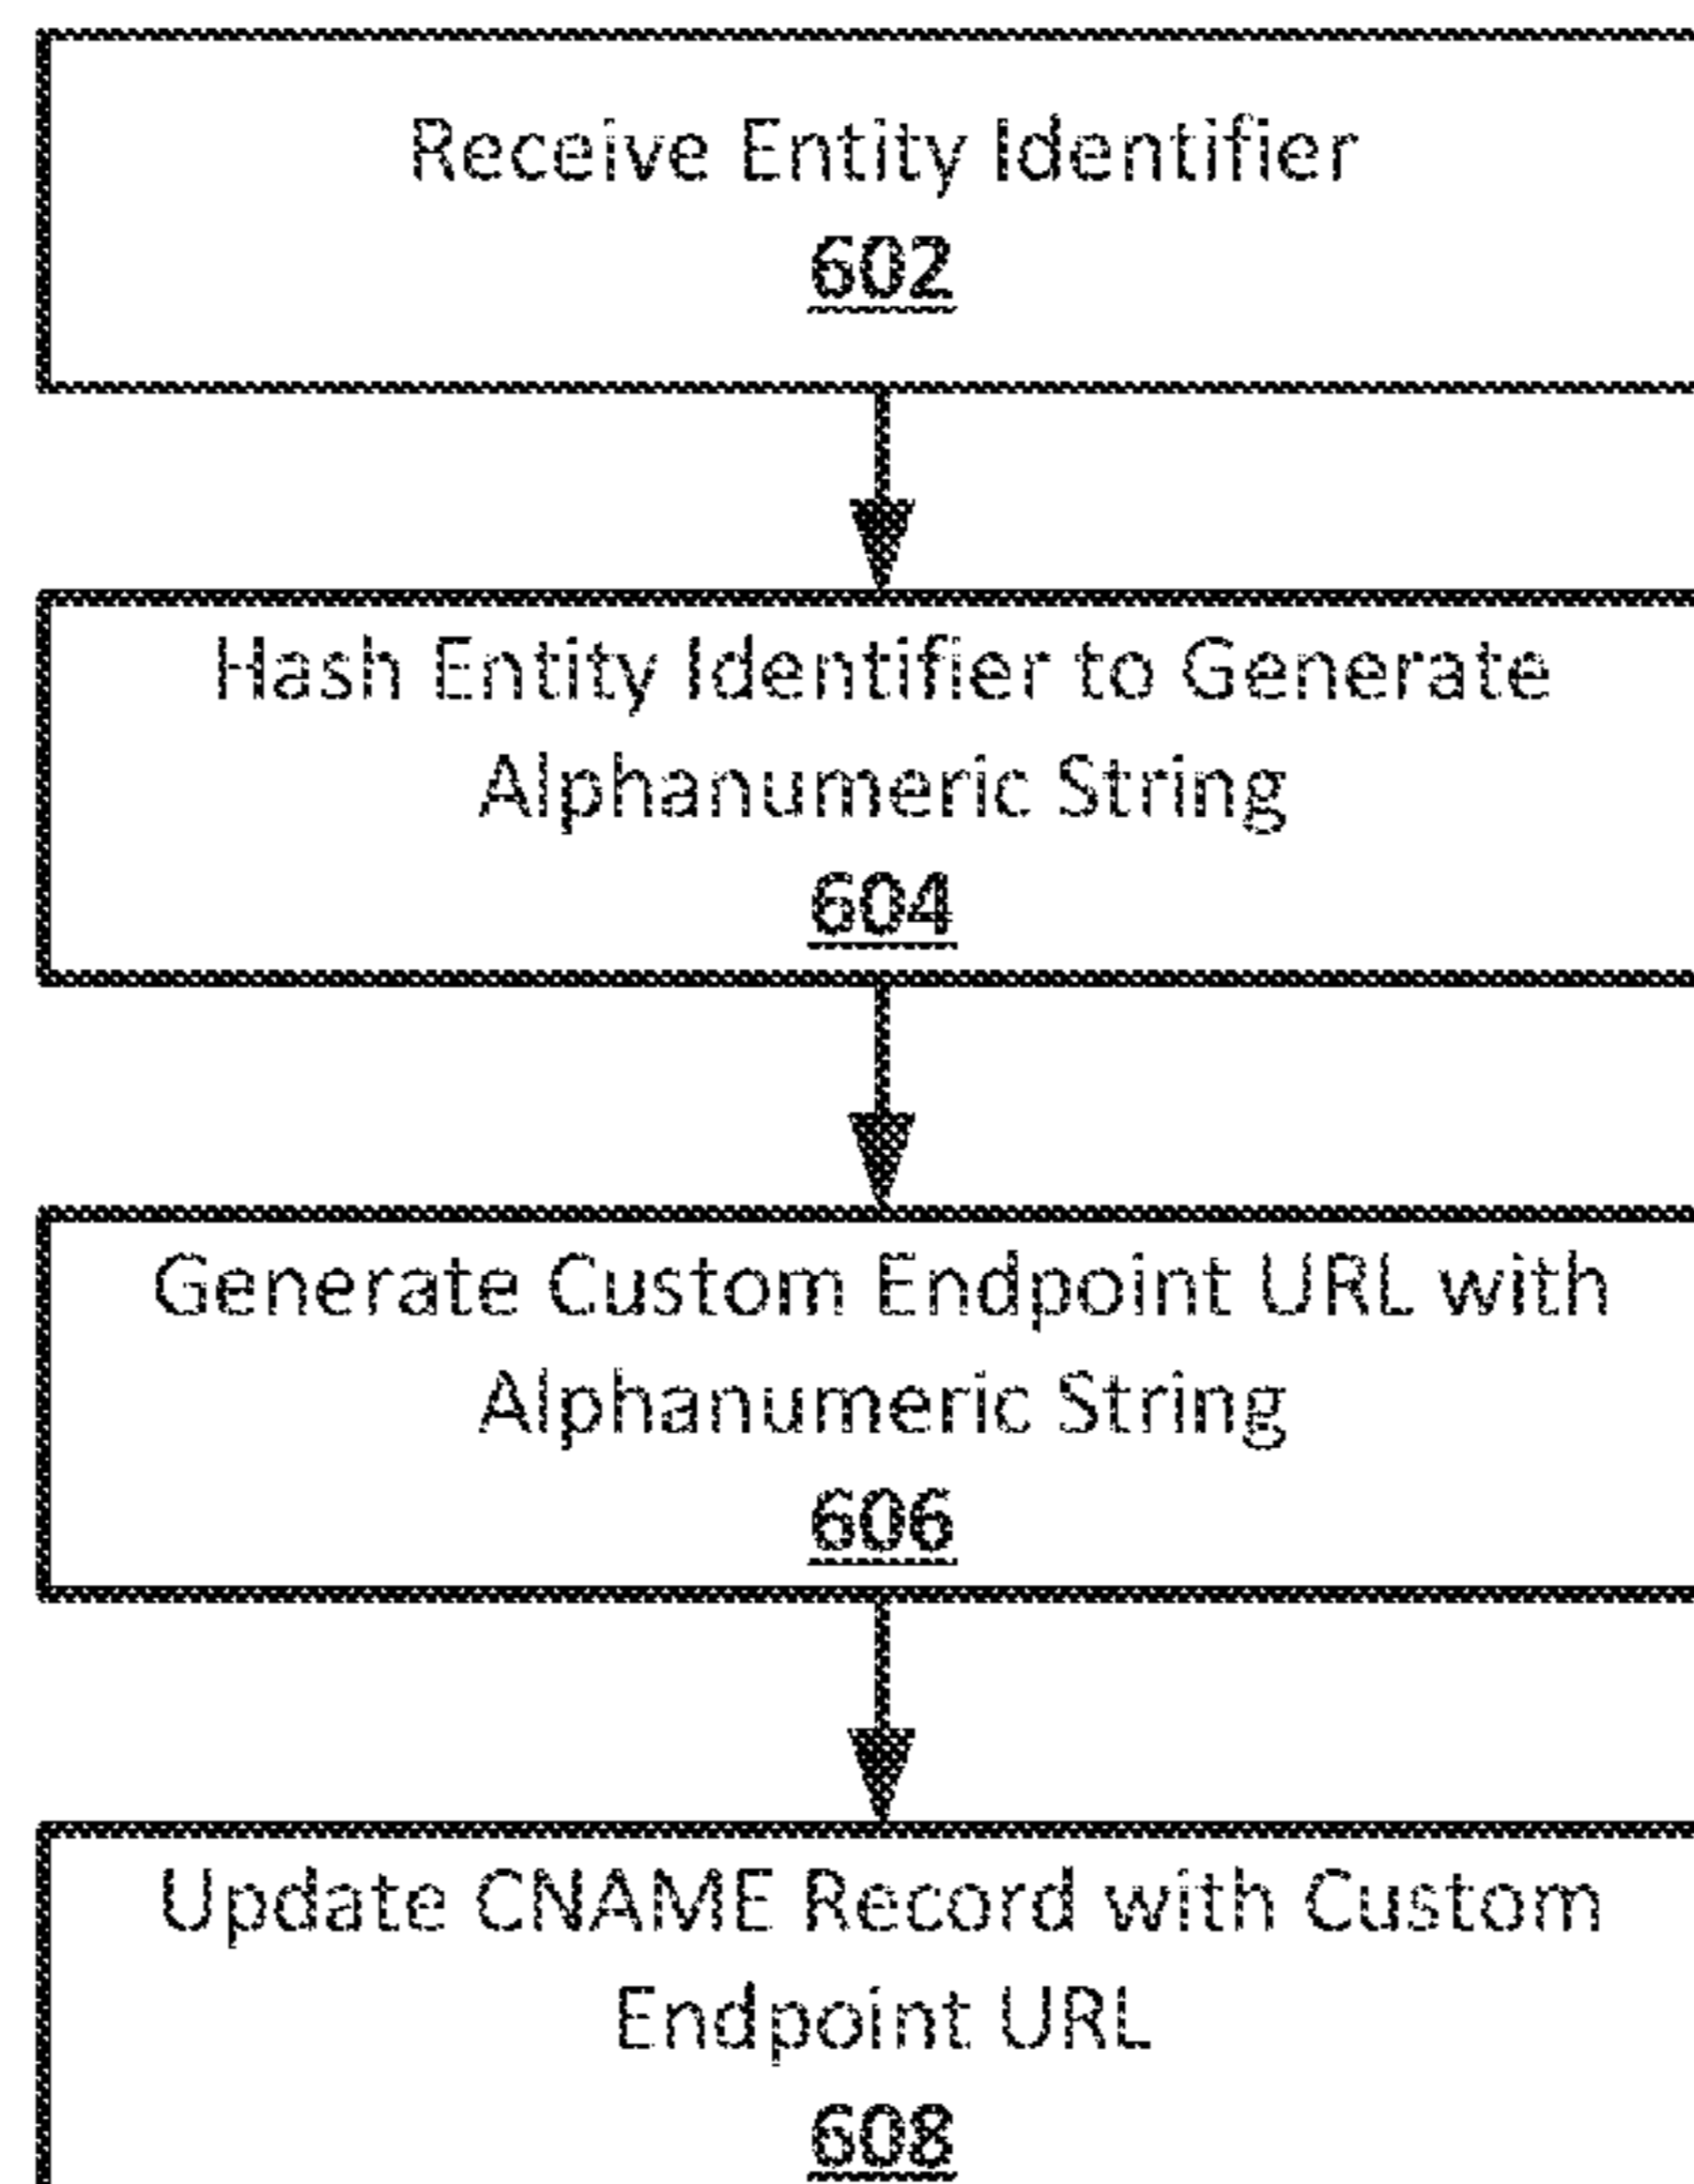 Receive Entity Identifier
602
Hash Entity Identifier to Generate
Alphanumeric String
604
Generate Custom Endpoint URL with
Alphanumeric String
606
Update CNAME Record with Custom
Endpoint URL
608